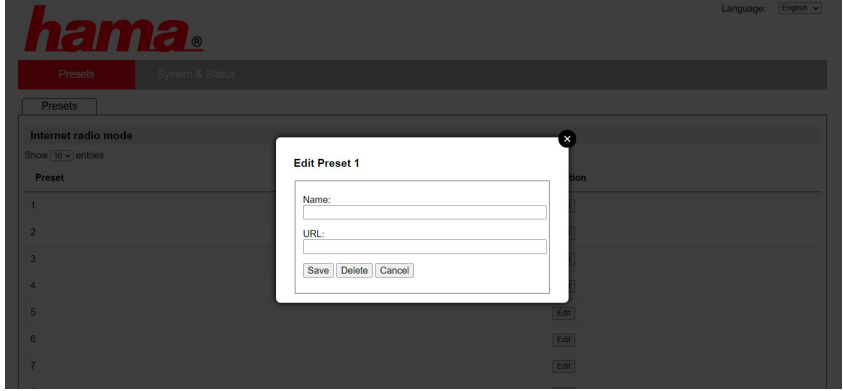 Language: English
hama®
Presets System & Status
Presets
Internet radio mode
Show 10 entries
Preset
1
2
3
4
5 Edit
6 Edit
7 Edit
Edit Preset 1
Name:
URL:
Save Delete Cancel